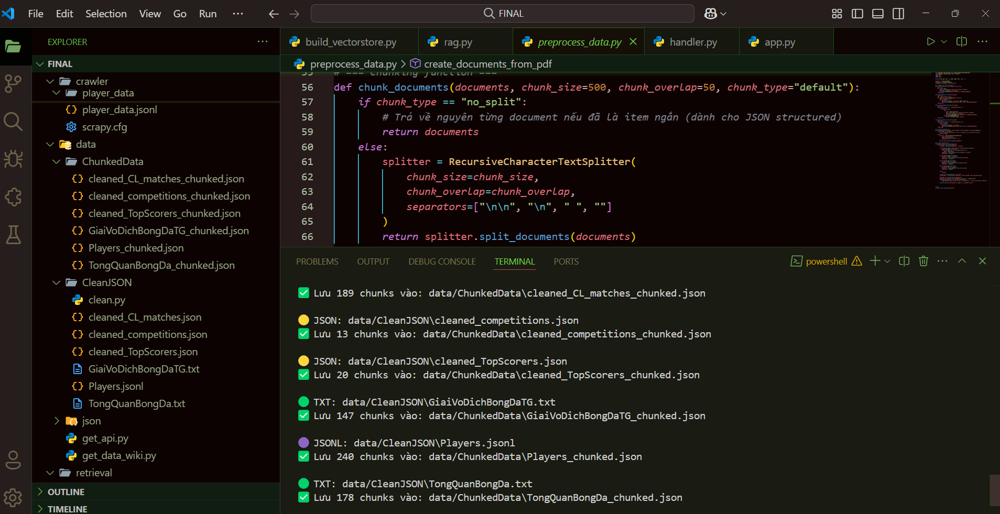 File Edit Selection View Go Run ···
FINAL
EXPLORER
FINAL
crawler
player_data
player_data.jsonl
scrapy.cfg
data
ChunkedData
cleaned_CL_matches_chunked.json
cleaned_competitions_chunked.json
cleaned_TopScorers_chunked.json
GiaiVoDichBongDaTG_chunked.json
Players_chunked.json
TongQuanBongDa_chunked.json
CleanJSON
clean.py
cleaned_CL_matches.json
cleaned_competitions.json
cleaned_TopScorers.json
GiaiVoDichBongDaTG.txt
Players.jsonl
TongQuanBongDa.txt
json
get_api.py
get_data_wiki.py
retrieval
OUTLINE
TIMELINE
build_vectorstore.py rag.py preprocess_data.py handler.py app.py
preprocess_data.py > create_documents_from_pdf
55 # === Chunking function ===
56 def chunk_documents(documents, chunk_size=500, chunk_overlap=50, chunk_type="default"):
57 if chunk_type == "no_split":
58 # Trả về nguyên từng document nếu đã là item ngắn (dành cho JSON structured)
59 return documents
60 else:
61 splitter = RecursiveCharacterTextSplitter(
62 chunk_size=chunk_size,
63 chunk_overlap=chunk_overlap,
64 separators=["\n\n", "\n", " ", ""]
65 )
66 return splitter.split_documents(documents)
PROBLEMS OUTPUT DEBUG CONSOLE TERMINAL PORTS powershell
✅ Lưu 189 chunks vào: data/ChunkedData\cleaned_CL_matches_chunked.json
🟡 JSON: data/CleanJSON\cleaned_competitions.json
✅ Lưu 13 chunks vào: data/ChunkedData\cleaned_competitions_chunked.json
🟡 JSON: data/CleanJSON\cleaned_TopScorers.json
✅ Lưu 20 chunks vào: data/ChunkedData\cleaned_TopScorers_chunked.json
🟢 TXT: data/CleanJSON\GiaiVoDichBongDaTG.txt
✅ Lưu 147 chunks vào: data/ChunkedData\GiaiVoDichBongDaTG_chunked.json
🟣 JSONL: data/CleanJSON\Players.jsonl
✅ Lưu 240 chunks vào: data/ChunkedData\Players_chunked.json
🟢 TXT: data/CleanJSON\TongQuanBongDa.txt
✅ Lưu 178 chunks vào: data/ChunkedData\TongQuanBongDa_chunked.json